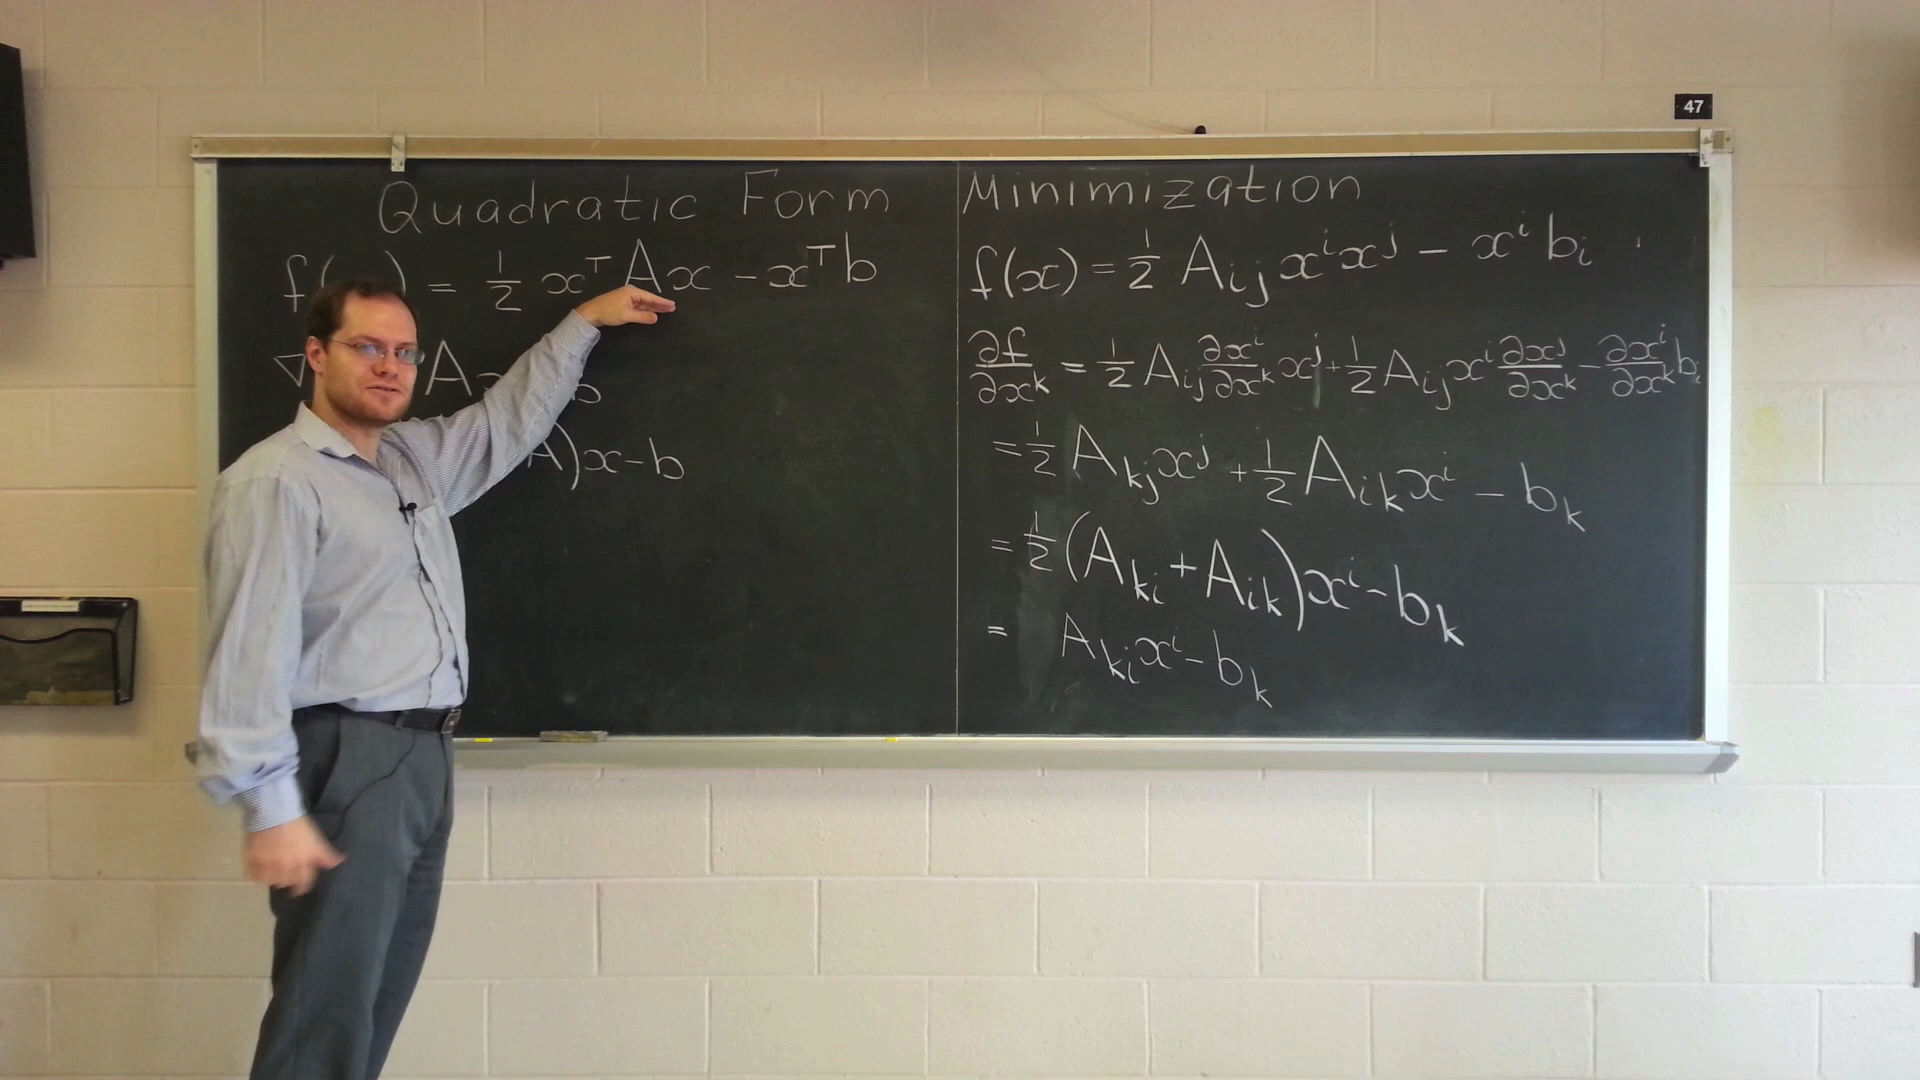 47
Quadratic Form Minimization
f( ) = 1/2 xᵀAx - xᵀb
∇ A b
A)x-b
f(x) = 1/2 Aᵢⱼxⁱxʲ - xⁱbᵢ
∂f/∂xᵏ = 1/2 Aᵢⱼ ∂xⁱ/∂xᵏ xʲ + 1/2 Aᵢⱼxⁱ ∂xʲ/∂xᵏ - ∂xⁱ/∂xᵏ bᵢ
= 1/2 Aₖⱼxʲ + 1/2 Aᵢₖxⁱ - bₖ
= 1/2 (Aₖᵢ + Aᵢₖ)xⁱ - bₖ
= Aₖᵢxⁱ - bₖ